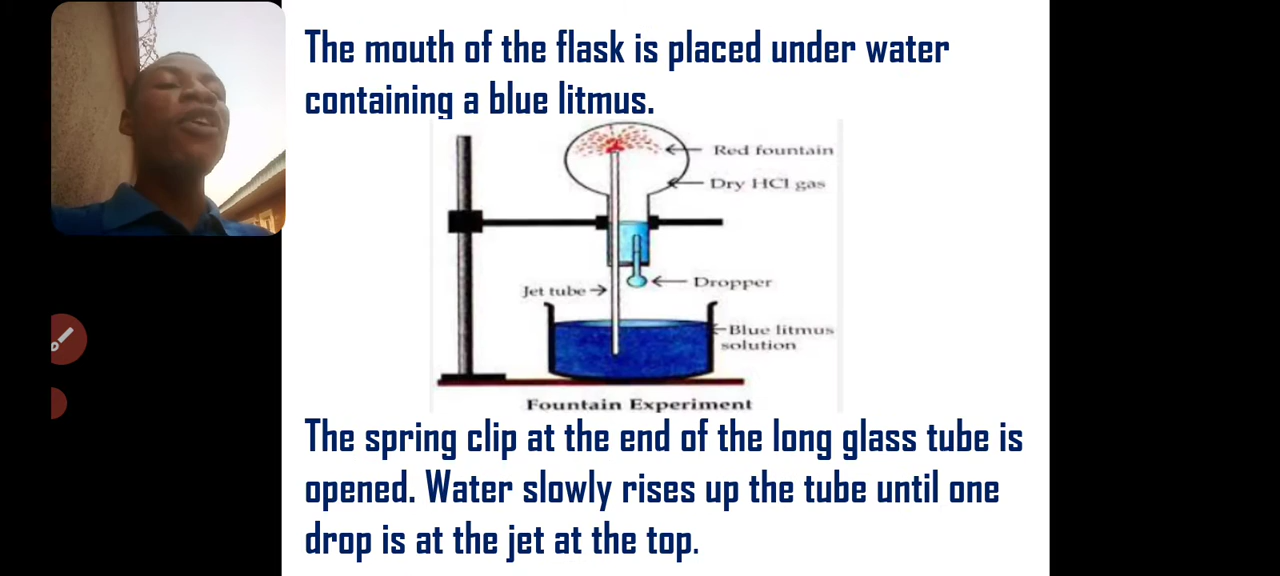 The mouth of the flask is placed under water
containing a blue litmus.
Red fountain
Dry HCl gas
Dropper
Jet tube
Blue litmus
solution
Fountain Experiment
The spring clip at the end of the long glass tube is
opened. Water slowly rises up the tube until one
drop is at the jet at the top.